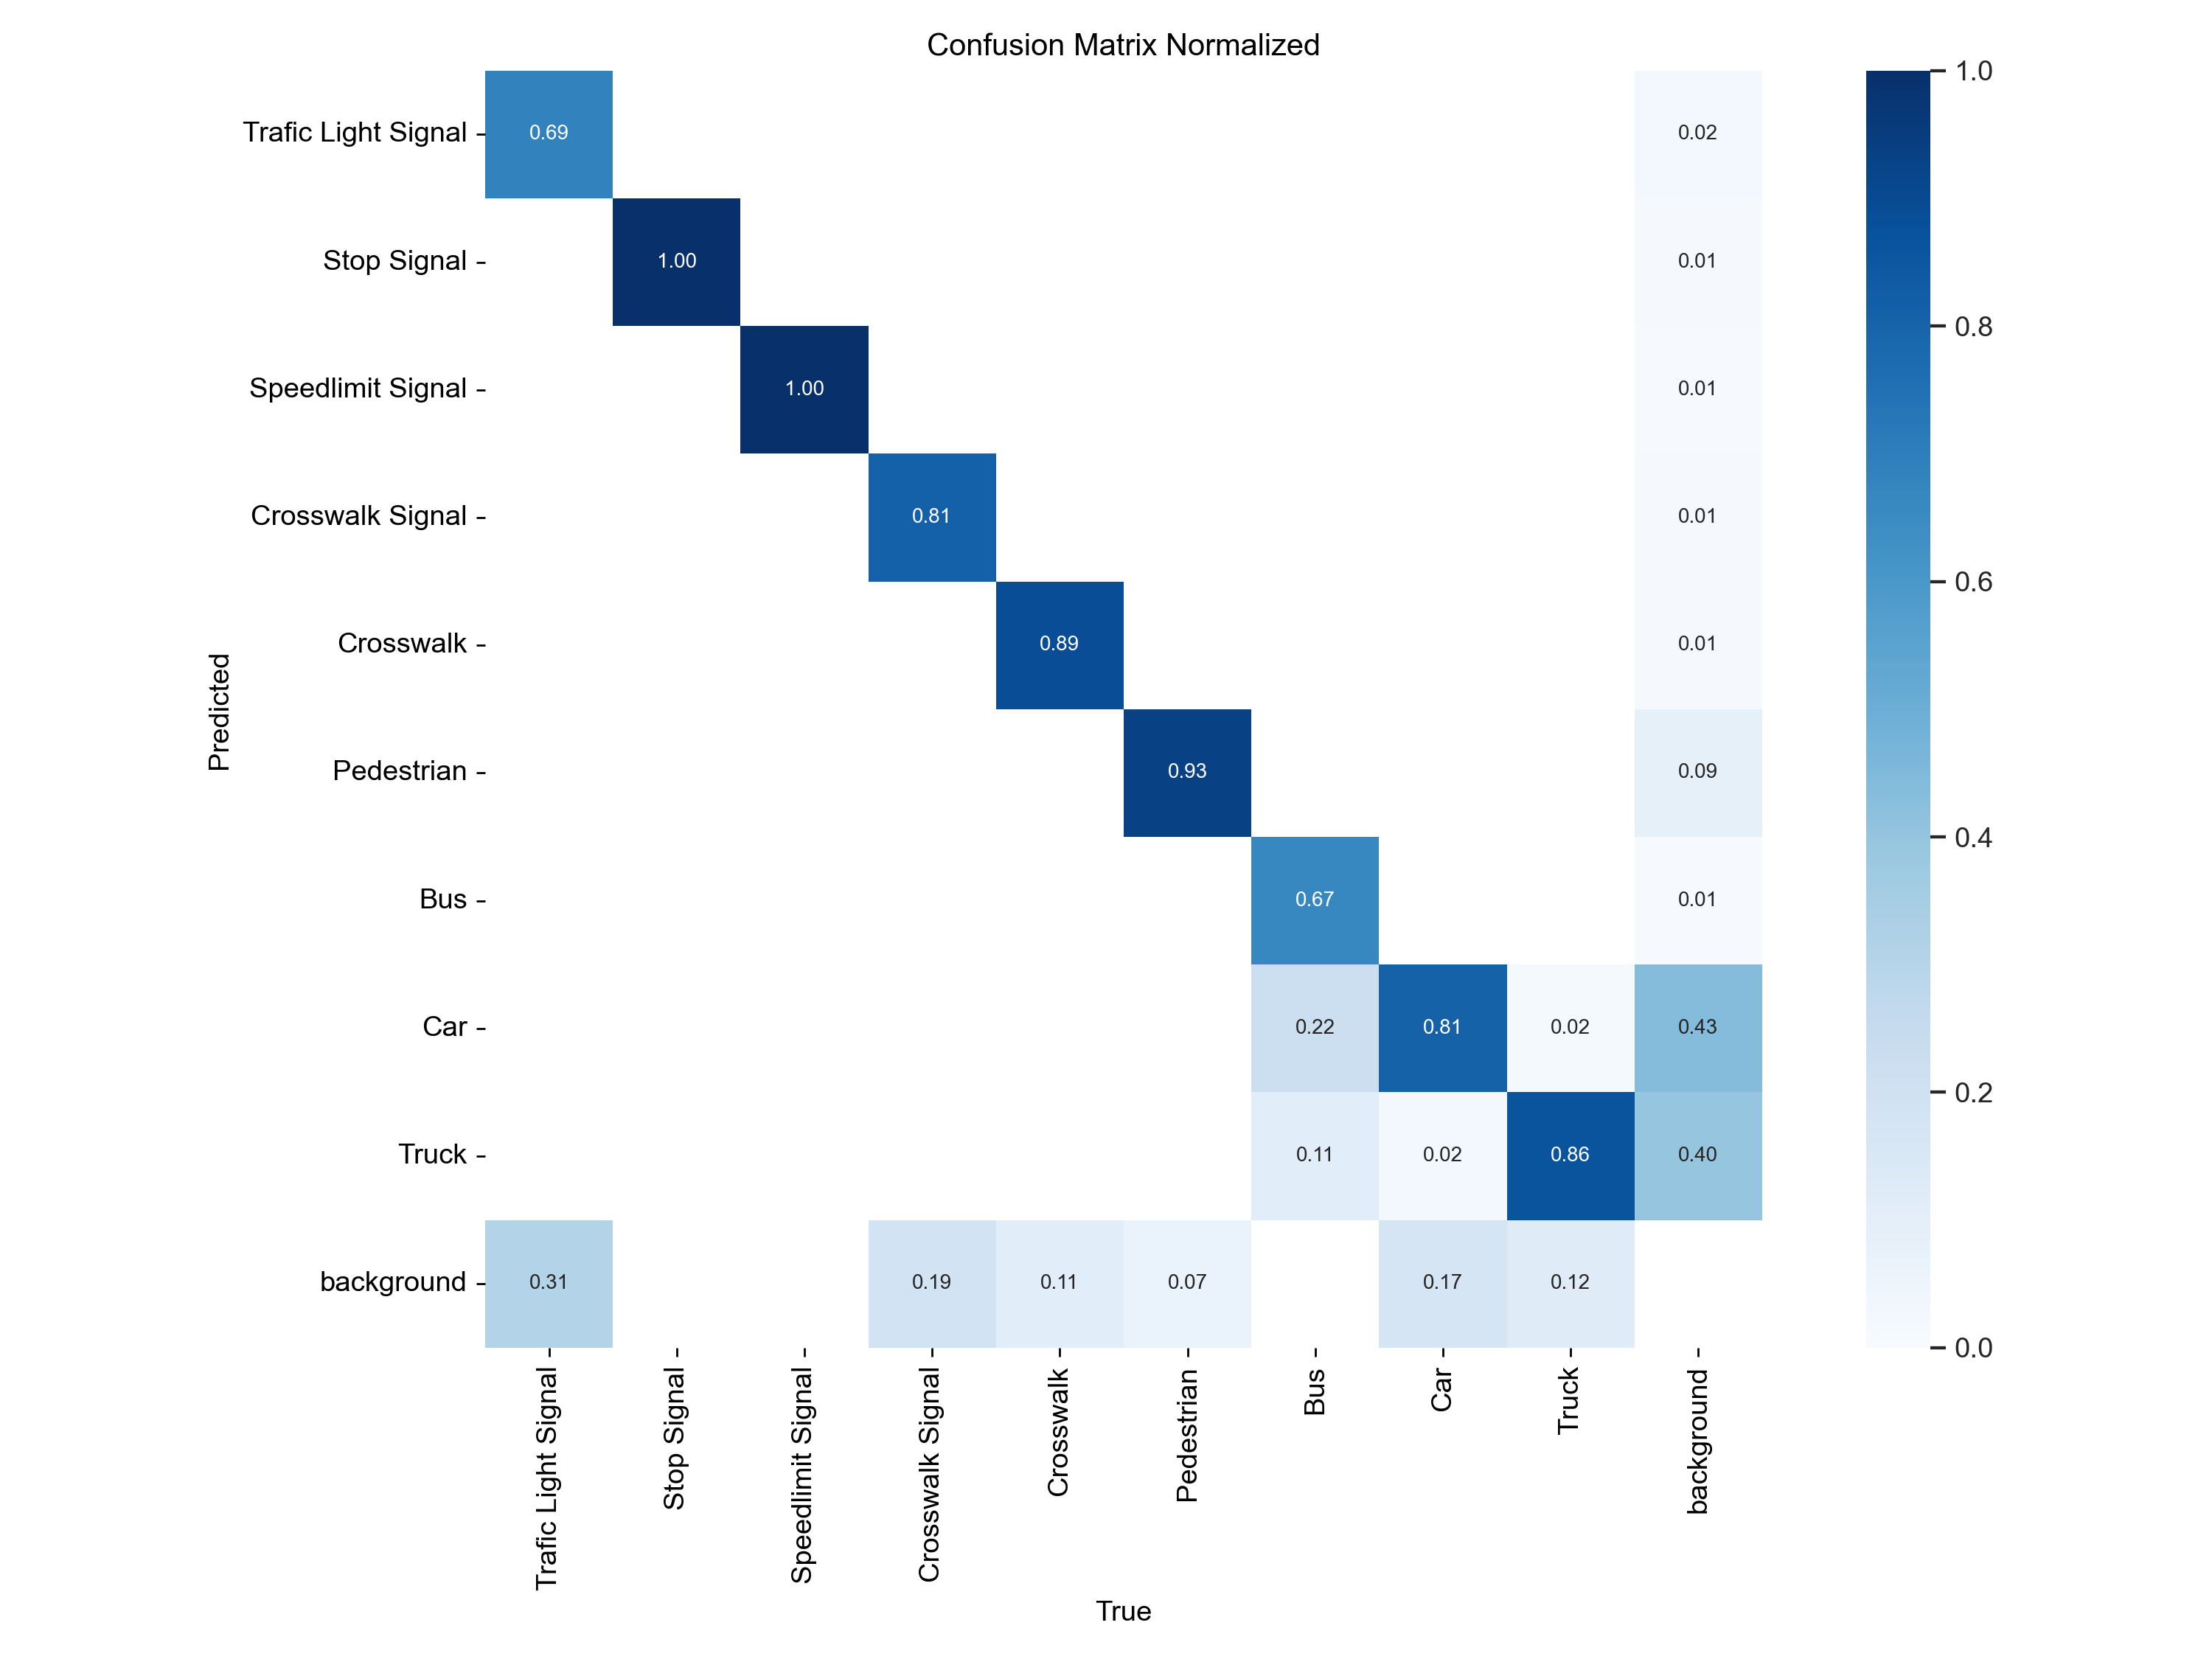 Confusion Matrix Normalized
Trafic Light Signal 0.69 0.02
Stop Signal 1.00 0.01
Speedlimit Signal 1.00 0.01
Crosswalk Signal 0.81 0.01
Crosswalk 0.89 0.01
Pedestrian 0.93 0.09
Bus 0.67 0.01
Car 0.22 0.81 0.02 0.43
Truck 0.11 0.02 0.86 0.40
background 0.31 0.19 0.11 0.07 0.17 0.12
Predicted
Trafic Light Signal
Stop Signal
Speedlimit Signal
Crosswalk Signal
Crosswalk
Pedestrian
Bus
Car
Truck
background
True
1.0
0.8
0.6
0.4
0.2
0.0